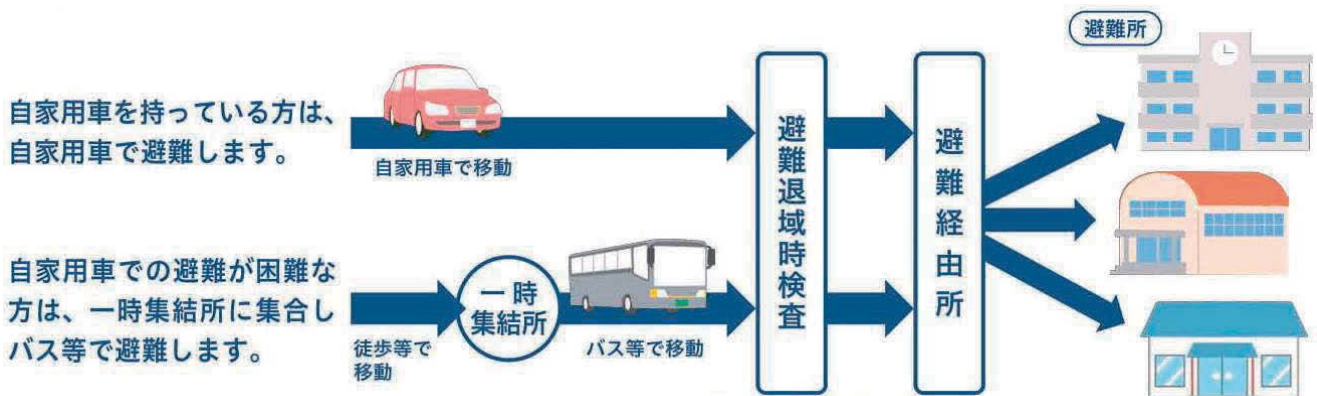 自家用車を持っている方は、
自家用車で避難します。
自家用車で移動
自家用車での避難が困難な
方は、一時集結所に集合し
バス等で避難します。
徒歩等で
移動
一時
集結所
バス等で移動
避難退域時検査
避難経由所
避難所